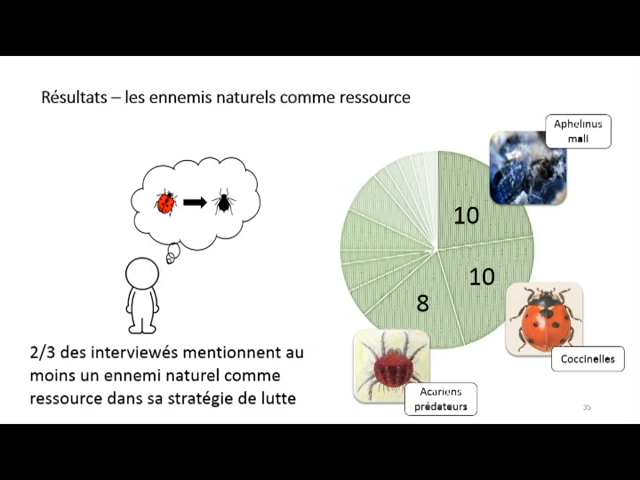 Résultats – les ennemis naturels comme ressource
Aphelinus
mali
10
10
8
Coccinelles
Acariens
prédateurs
2/3 des interviewés mentionnent au
moins un ennemi naturel comme
ressource dans sa stratégie de lutte
35